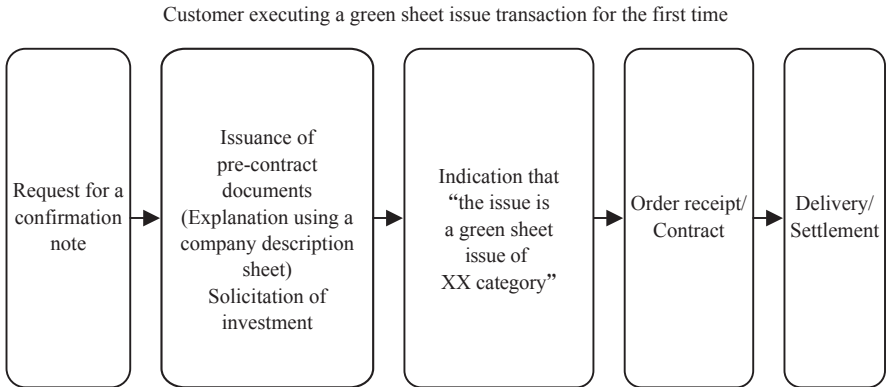 Customer executing a green sheet issue transaction for the first time
Request for a
confirmation
note
Issuance of
pre-contract
documents
(Explanation using a
company description
sheet)
Solicitation of
investment
Indication that
“the issue is
a green sheet
issue of
XX category”
Order receipt/
Contract
Delivery/
Settlement